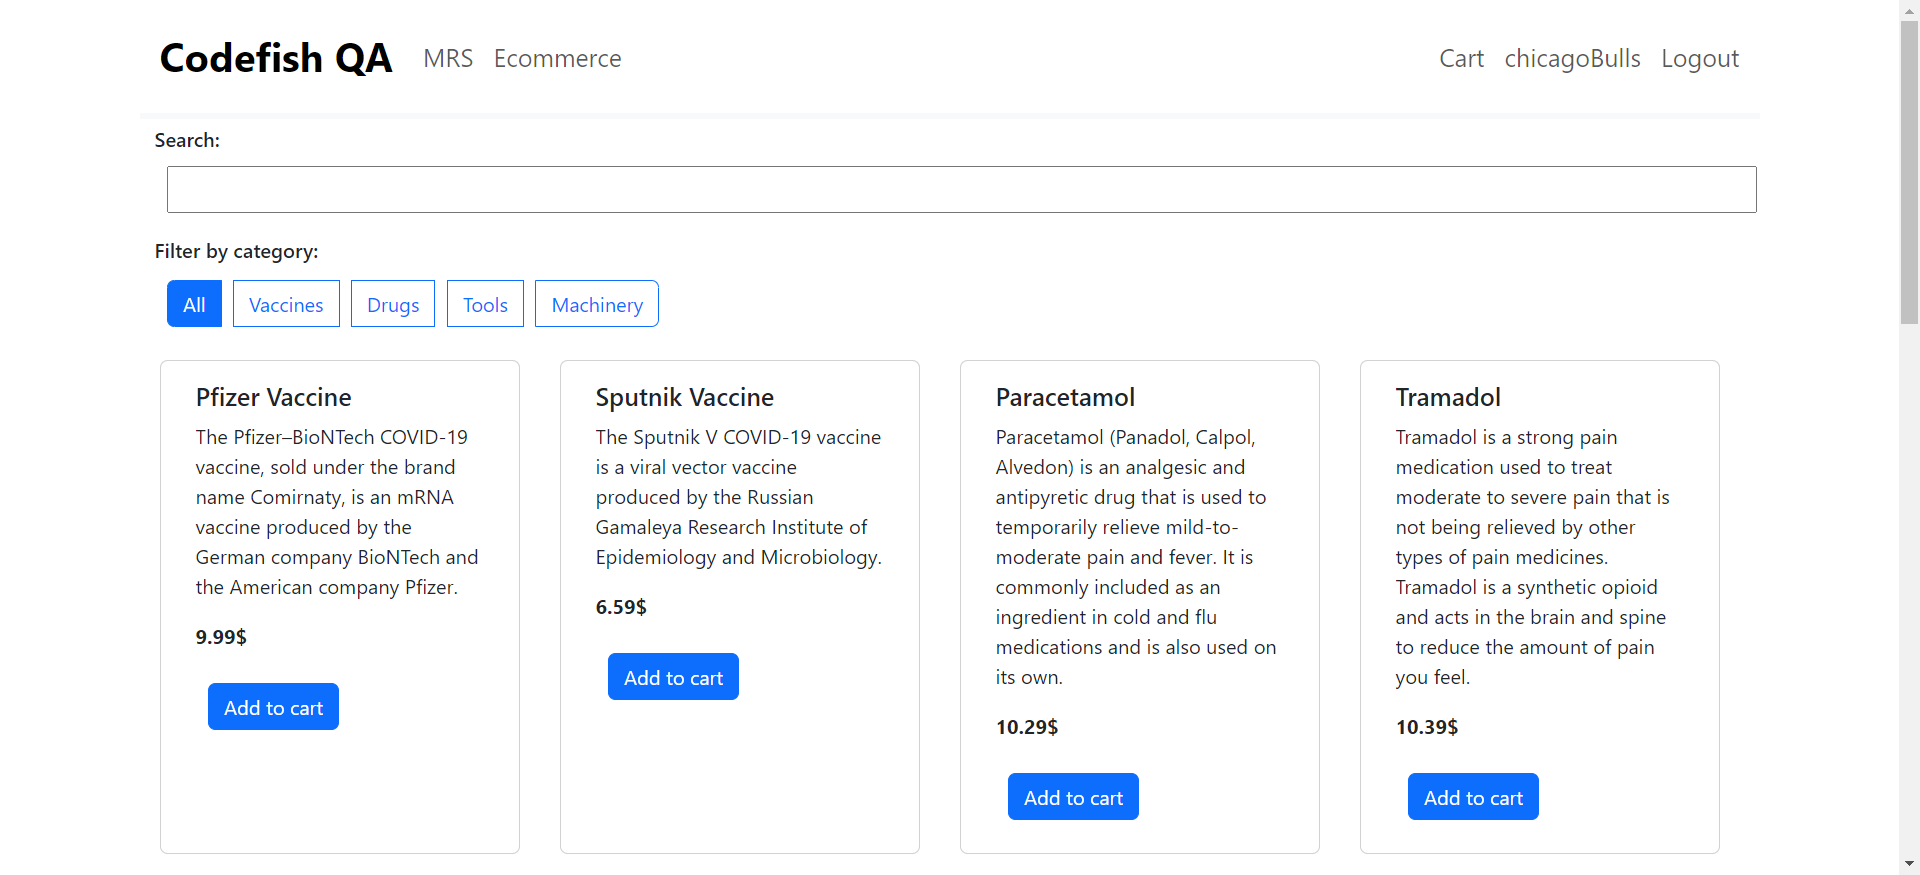 Codefish QA MRS Ecommerce Cart chicagoBulls Logout
Search:
Filter by category:
All Vaccines Drugs Tools Machinery
Pfizer Vaccine
The Pfizer–BioNTech COVID-19
vaccine, sold under the brand
name Comirnaty, is an mRNA
vaccine produced by the
German company BioNTech and
the American company Pfizer.
9.99$
Add to cart
Sputnik Vaccine
The Sputnik V COVID-19 vaccine
is a viral vector vaccine
produced by the Russian
Gamaleya Research Institute of
Epidemiology and Microbiology.
6.59$
Add to cart
Paracetamol
Paracetamol (Panadol, Calpol,
Alvedon) is an analgesic and
antipyretic drug that is used to
temporarily relieve mild-to-
moderate pain and fever. It is
commonly included as an
ingredient in cold and flu
medications and is also used on
its own.
10.29$
Add to cart
Tramadol
Tramadol is a strong pain
medication used to treat
moderate to severe pain that is
not being relieved by other
types of pain medicines.
Tramadol is a synthetic opioid
and acts in the brain and spine
to reduce the amount of pain
you feel.
10.39$
Add to cart